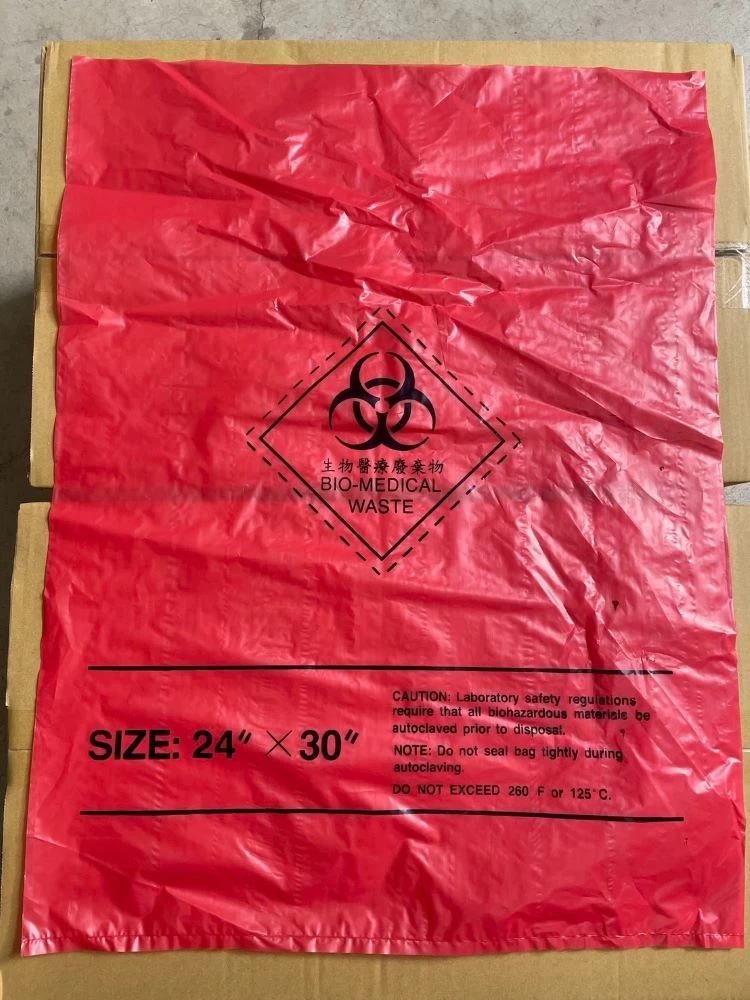 生物醫療廢棄物
BIO-MEDICAL
WASTE
SIZE: 24″ × 30″
CAUTION: Laboratory safety regulations
require that all biohazardous materials be
autoclaved prior to disposal.
NOTE: Do not seal bag tightly during
autoclaving.
DO NOT EXCEED 260 F or 125°C.